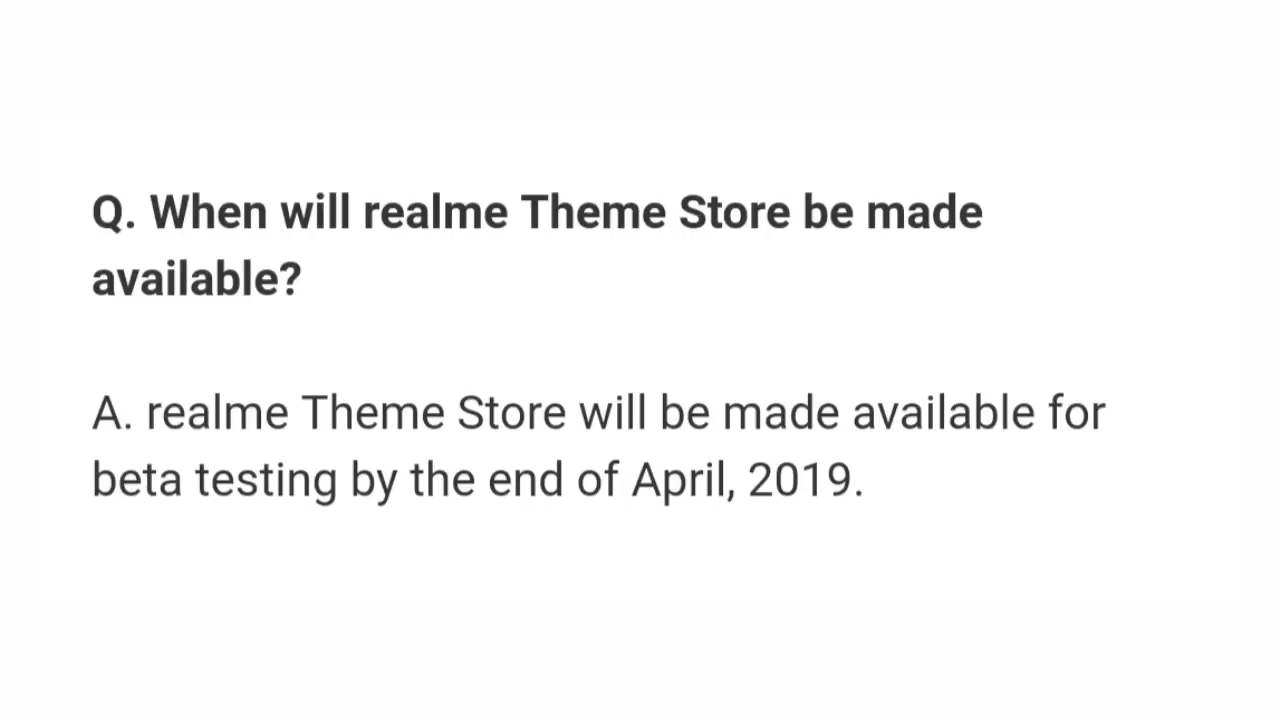 Q. When will realme Theme Store be made
available?
A. realme Theme Store will be made available for
beta testing by the end of April, 2019.